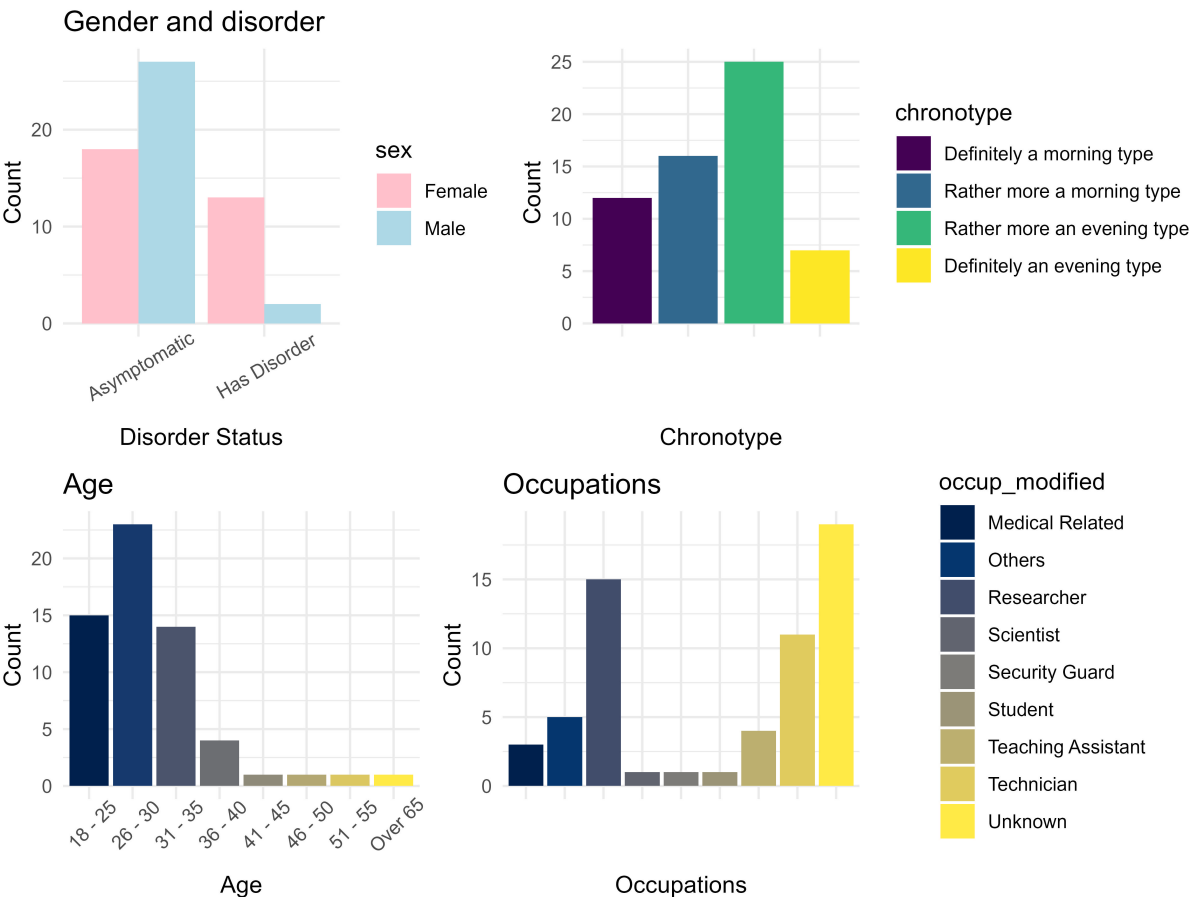 Gender and disorder
Count
20
10
0
Asymptomatic
Has Disorder
Disorder Status
sex
Female
Male
Count
25
20
15
10
5
0
Chronotype
chronotype
Definitely a morning type
Rather more a morning type
Rather more an evening type
Definitely an evening type
Age
Count
20
15
10
5
0
18 - 25
26 - 30
31 - 35
36 - 40
41 - 45
46 - 50
51 - 55
Over 65
Age
Occupations
Count
15
10
5
0
Occupations
occup_modified
Medical Related
Others
Researcher
Scientist
Security Guard
Student
Teaching Assistant
Technician
Unknown